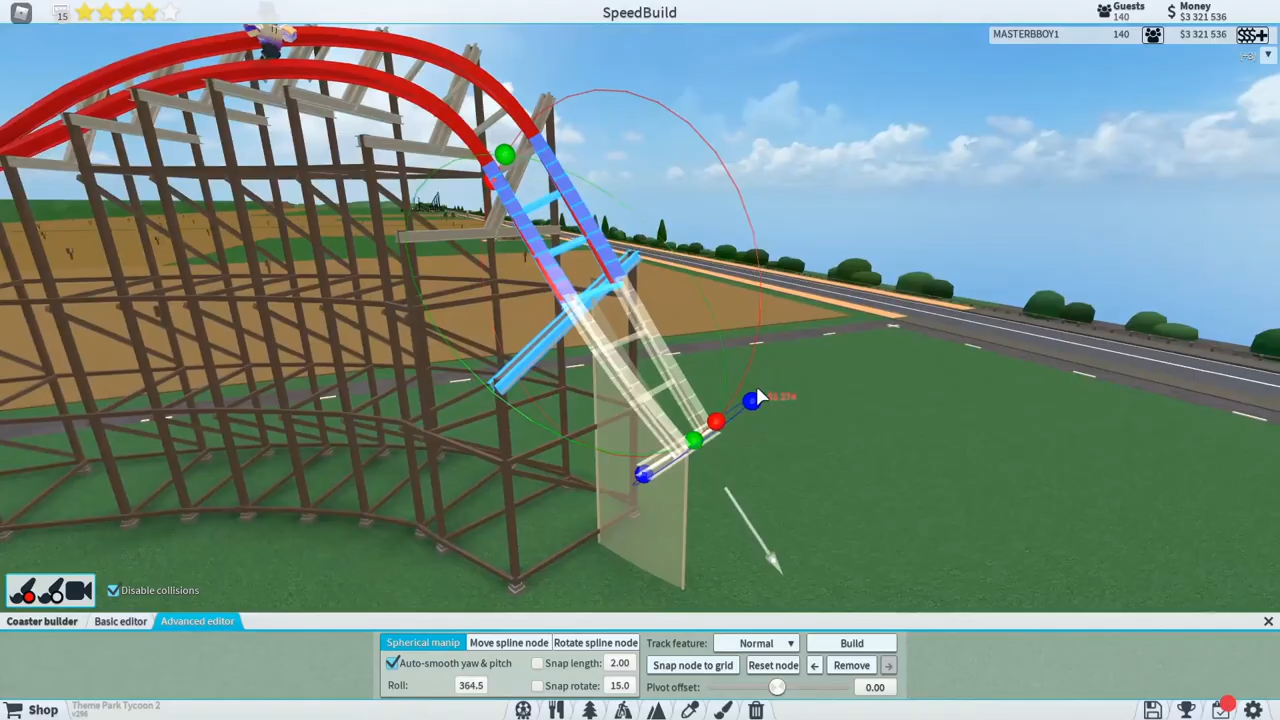 15
SpeedBuild
Guests
140
Money
$ 3 321 536
MASTERBBOY1 140 $ 3 321 536 $$$+
Disable collisions
Coaster builder Basic editor Advanced editor
Spherical manip Move spline node Rotate spline node Track feature: Normal Build
Auto-smooth yaw & pitch Snap length: 2.00 Snap node to grid Reset node Remove
Roll: 364.5 Snap rotate: 15.0 Pivot offset: 0.00
Shop
Theme Park Tycoon 2
v296